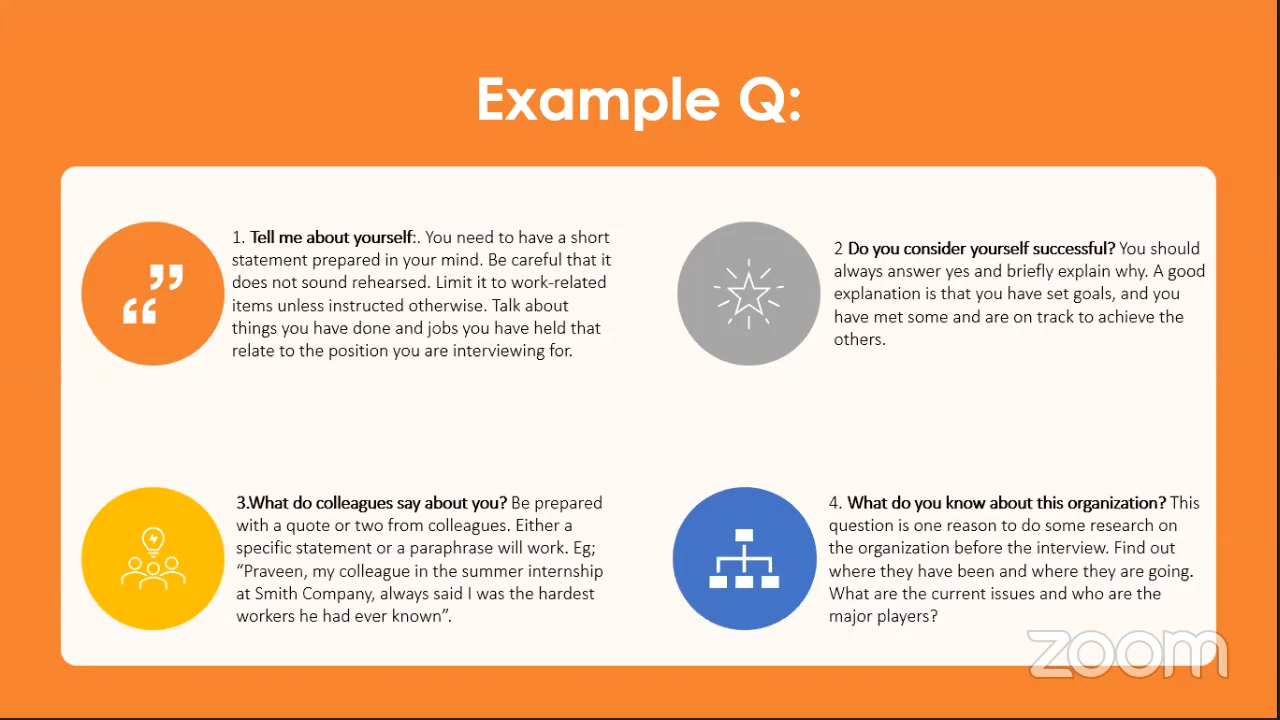 Example Q:
1. Tell me about yourself:. You need to have a short
statement prepared in your mind. Be careful that it
does not sound rehearsed. Limit it to work-related
items unless instructed otherwise. Talk about
things you have done and jobs you have held that
relate to the position you are interviewing for.
2 Do you consider yourself successful? You should
always answer yes and briefly explain why. A good
explanation is that you have set goals, and you
have met some and are on track to achieve the
others.
3.What do colleagues say about you? Be prepared
with a quote or two from colleagues. Either a
specific statement or a paraphrase will work. Eg;
“Praveen, my colleague in the summer internship
at Smith Company, always said I was the hardest
workers he had ever known”.
4. What do you know about this organization? This
question is one reason to do some research on
the organization before the interview. Find out
where they have been and where they are going.
What are the current issues and who are the
major players?
zoom